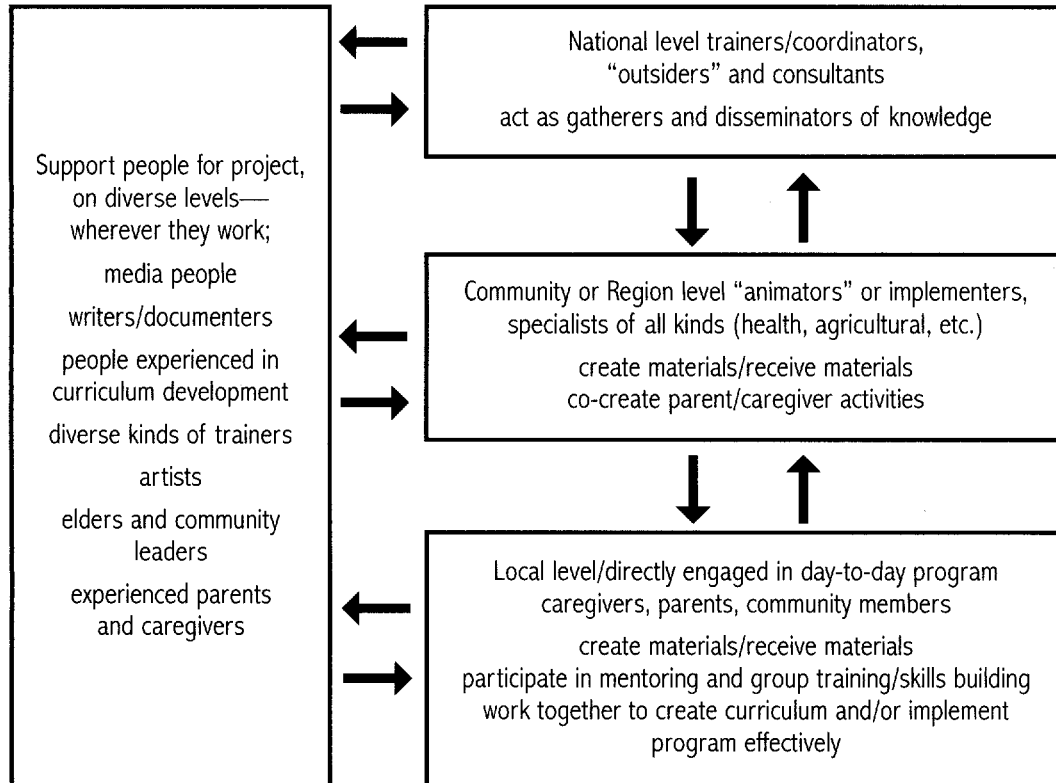 Support people for project,
on diverse levels—
wherever they work;
media people
writers/documenters
people experienced in
curriculum development
diverse kinds of trainers
artists
elders and community
leaders
experienced parents
and caregivers
National level trainers/coordinators,
“outsiders” and consultants
act as gatherers and disseminators of knowledge
Community or Region level “animators” or implementers,
specialists of all kinds (health, agricultural, etc.)
create materials/receive materials
co-create parent/caregiver activities
Local level/directly engaged in day-to-day program
caregivers, parents, community members
create materials/receive materials
participate in mentoring and group training/skills building
work together to create curriculum and/or implement
program effectively